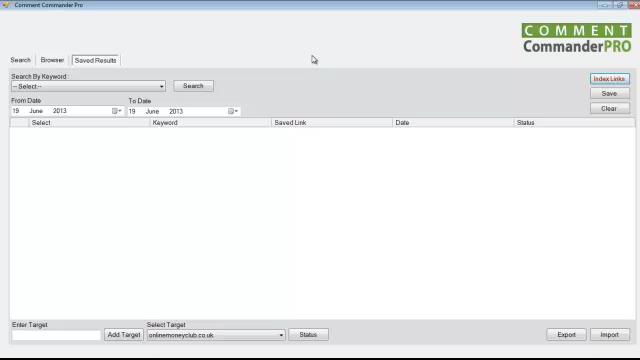 Comment Commander Pro
COMMENT
CommanderPRO
Search Browser Saved Results
Search By Keyword
-- Select -- Search
Index Links
Save
Clear
From Date To Date
19 June 2013 19 June 2013
Select Keyword Saved Link Date Status
Enter Target Select Target
Add Target onlinemoneyclub.co.uk Status Export Import